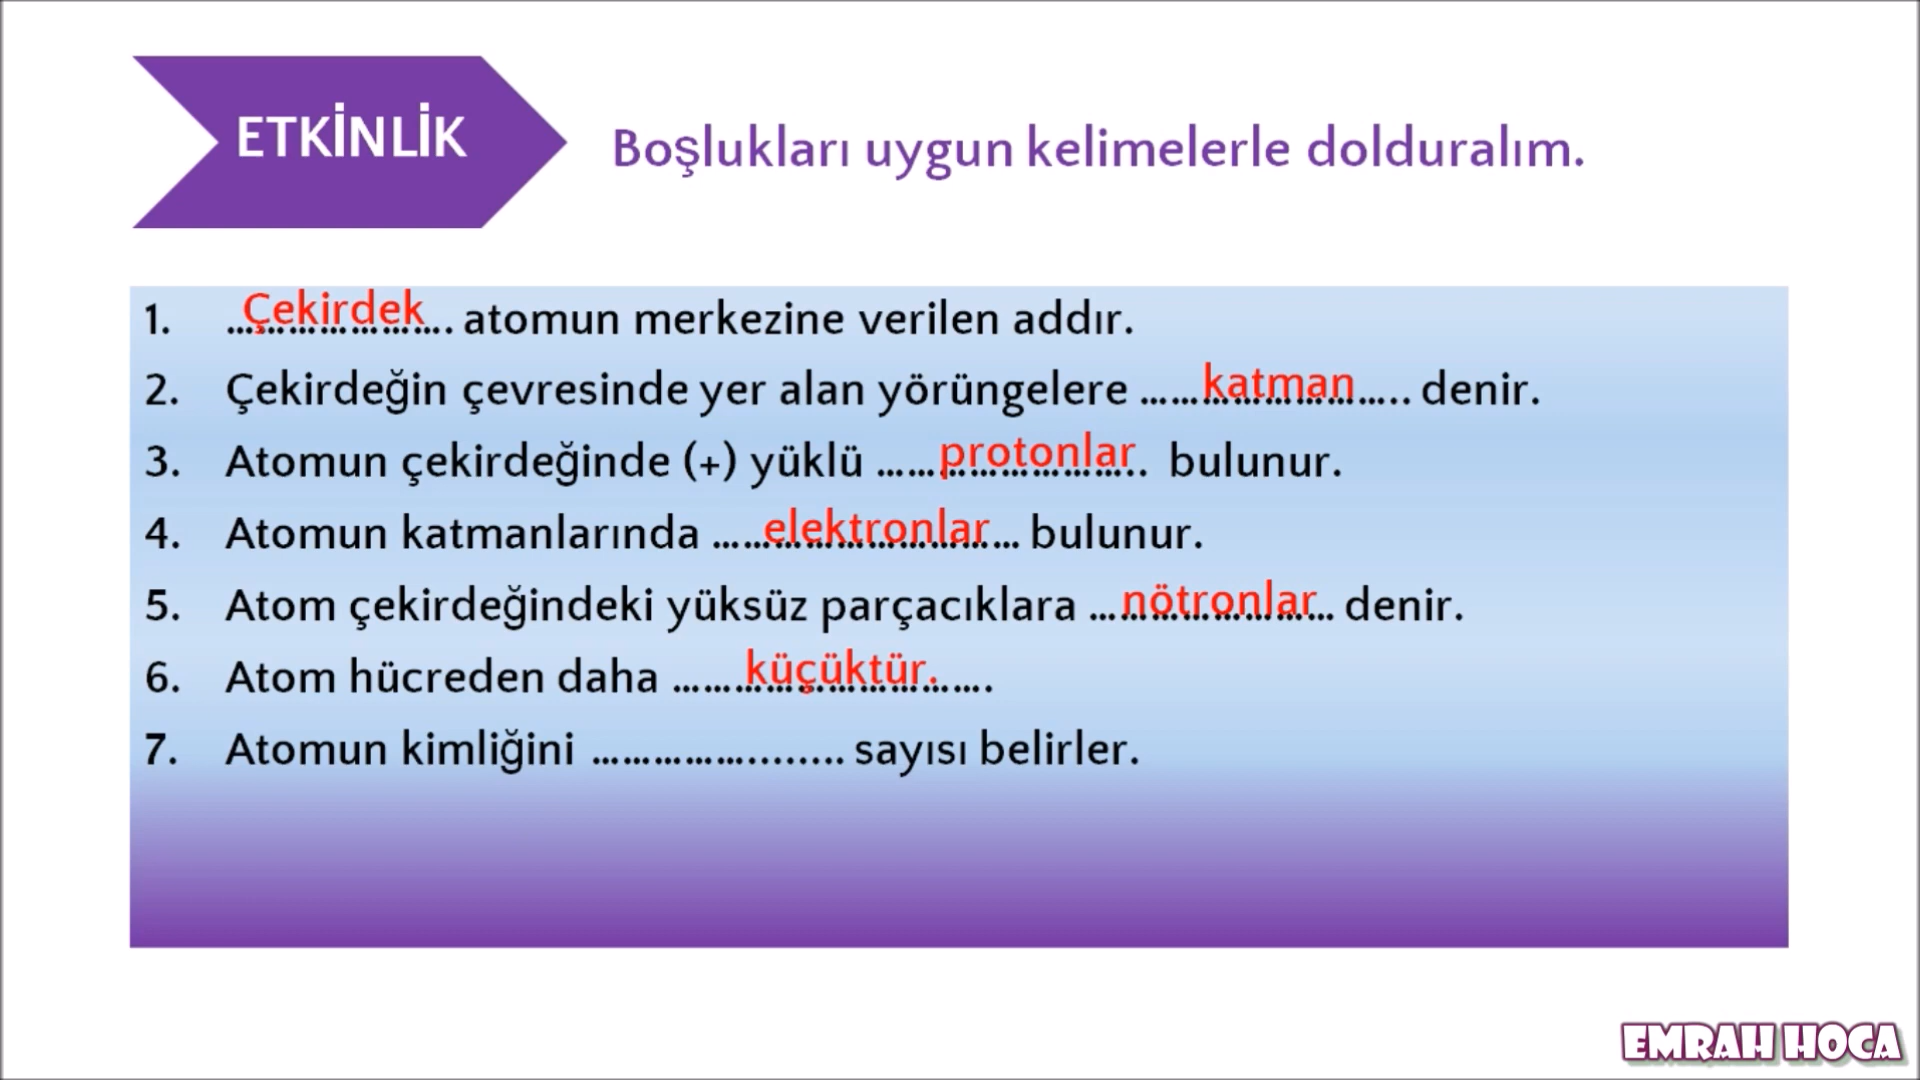 ETKİNLİK
Boşlukları uygun kelimelerle dolduralım.
1. ...Çekirdek... atomun merkezine verilen addır.
2. Çekirdeğin çevresinde yer alan yörüngelere ......katman...... denir.
3. Atomun çekirdeğinde (+) yüklü ......protonlar.. bulunur.
4. Atomun katmanlarında ......elektronlar... bulunur.
5. Atom çekirdeğindeki yüksüz parçacıklara ...nötronlar... denir.
6. Atom hücreden daha ......küçüktür....
7. Atomun kimliğini ....................... sayısı belirler.
EMRAH HOCA